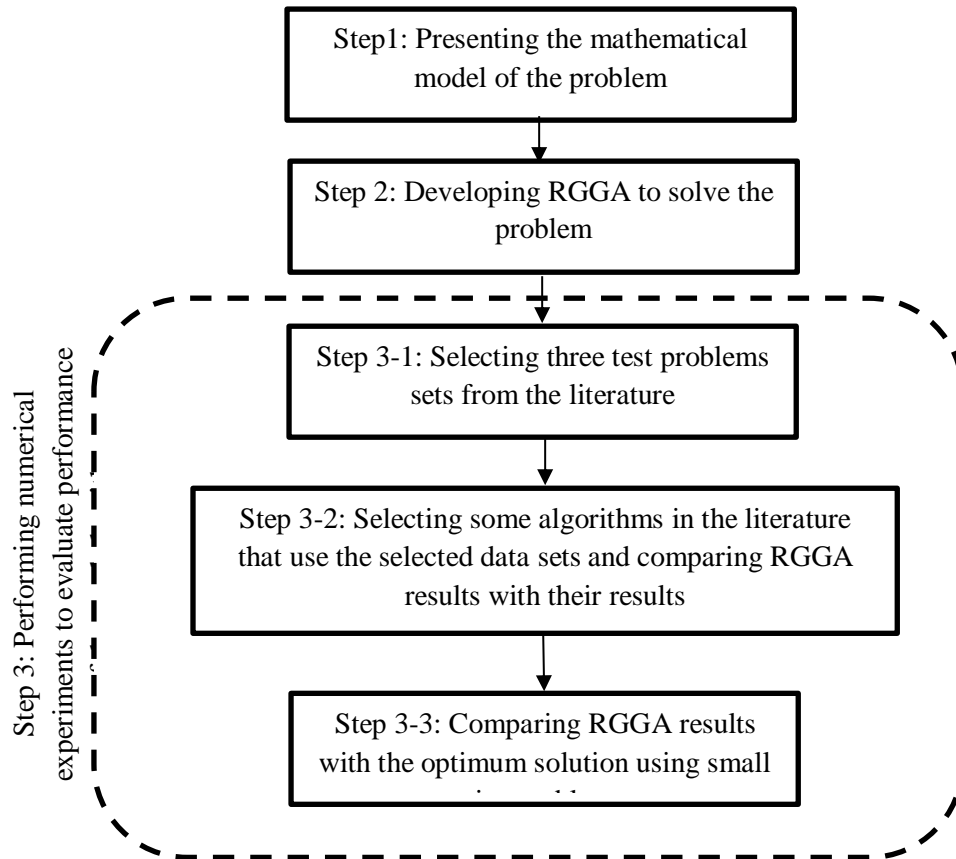 Step1: Presenting the mathematical
model of the problem
Step 2: Developing RGGA to solve the
problem
Step 3: Performing numerical
experiments to evaluate performance
Step 3-1: Selecting three test problems
sets from the literature
Step 3-2: Selecting some algorithms in the literature
that use the selected data sets and comparing RGGA
results with their results
Step 3-3: Comparing RGGA results
with the optimum solution using small